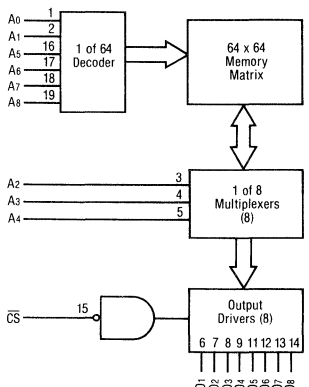 A0 1
A1 2
A5 16
A6 17
A7 18
A8 19
1 of 64
Decoder
64 x 64
Memory
Matrix
A2 3
A3 4
A4 5
1 of 8
Multiplexers
(8)
CS 15
Output
Drivers (8)
6 7 8 9 11 12 13 14